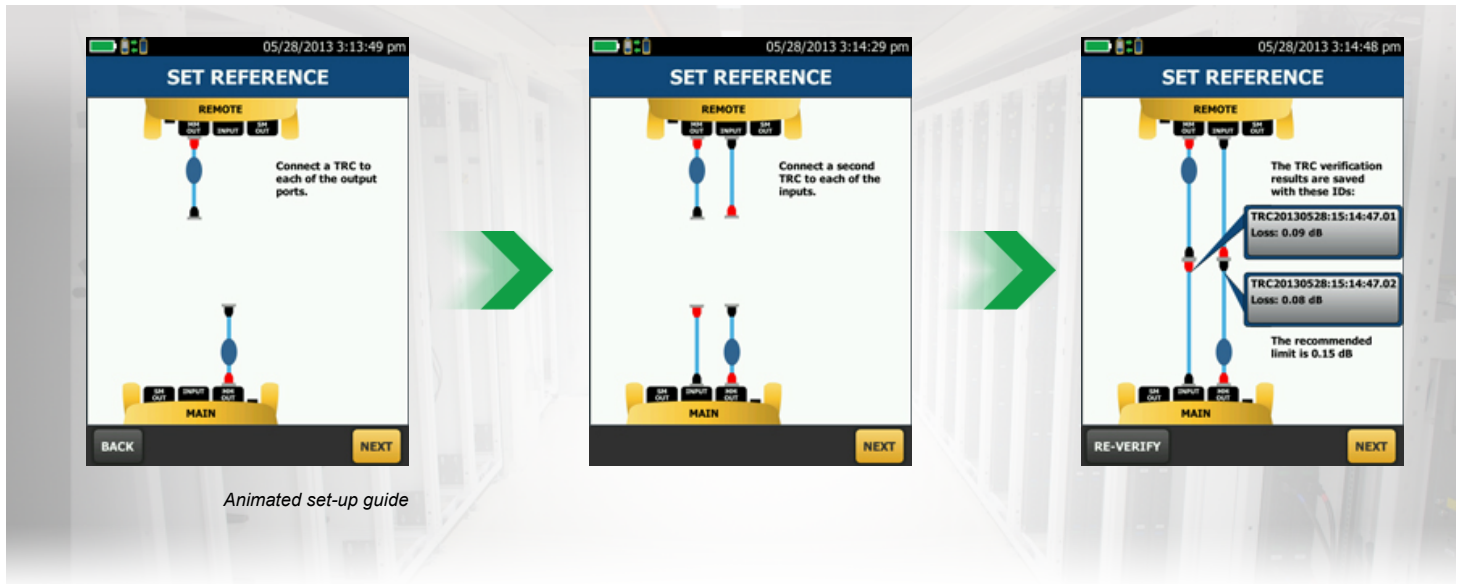 05/28/2013 3:13:49 pm
SET REFERENCE
REMOTE
MM OUT INPUT SM OUT
Connect a TRC to
each of the output
ports.
SM OUT INPUT MM OUT
MAIN
BACK
NEXT
Animated set-up guide
05/28/2013 3:14:29 pm
SET REFERENCE
REMOTE
MM OUT INPUT SM OUT
Connect a second
TRC to each of the
inputs.
SM OUT INPUT MM OUT
MAIN
NEXT
05/28/2013 3:14:48 pm
SET REFERENCE
REMOTE
MM OUT INPUT SM OUT
The TRC verification
results are saved
with these IDs:
TRC20130528:15:14:47.01
Loss: 0.09 dB
TRC20130528:15:14:47.02
Loss: 0.08 dB
The recommended
limit is 0.15 dB
SM OUT INPUT MM OUT
MAIN
RE-VERIFY
NEXT